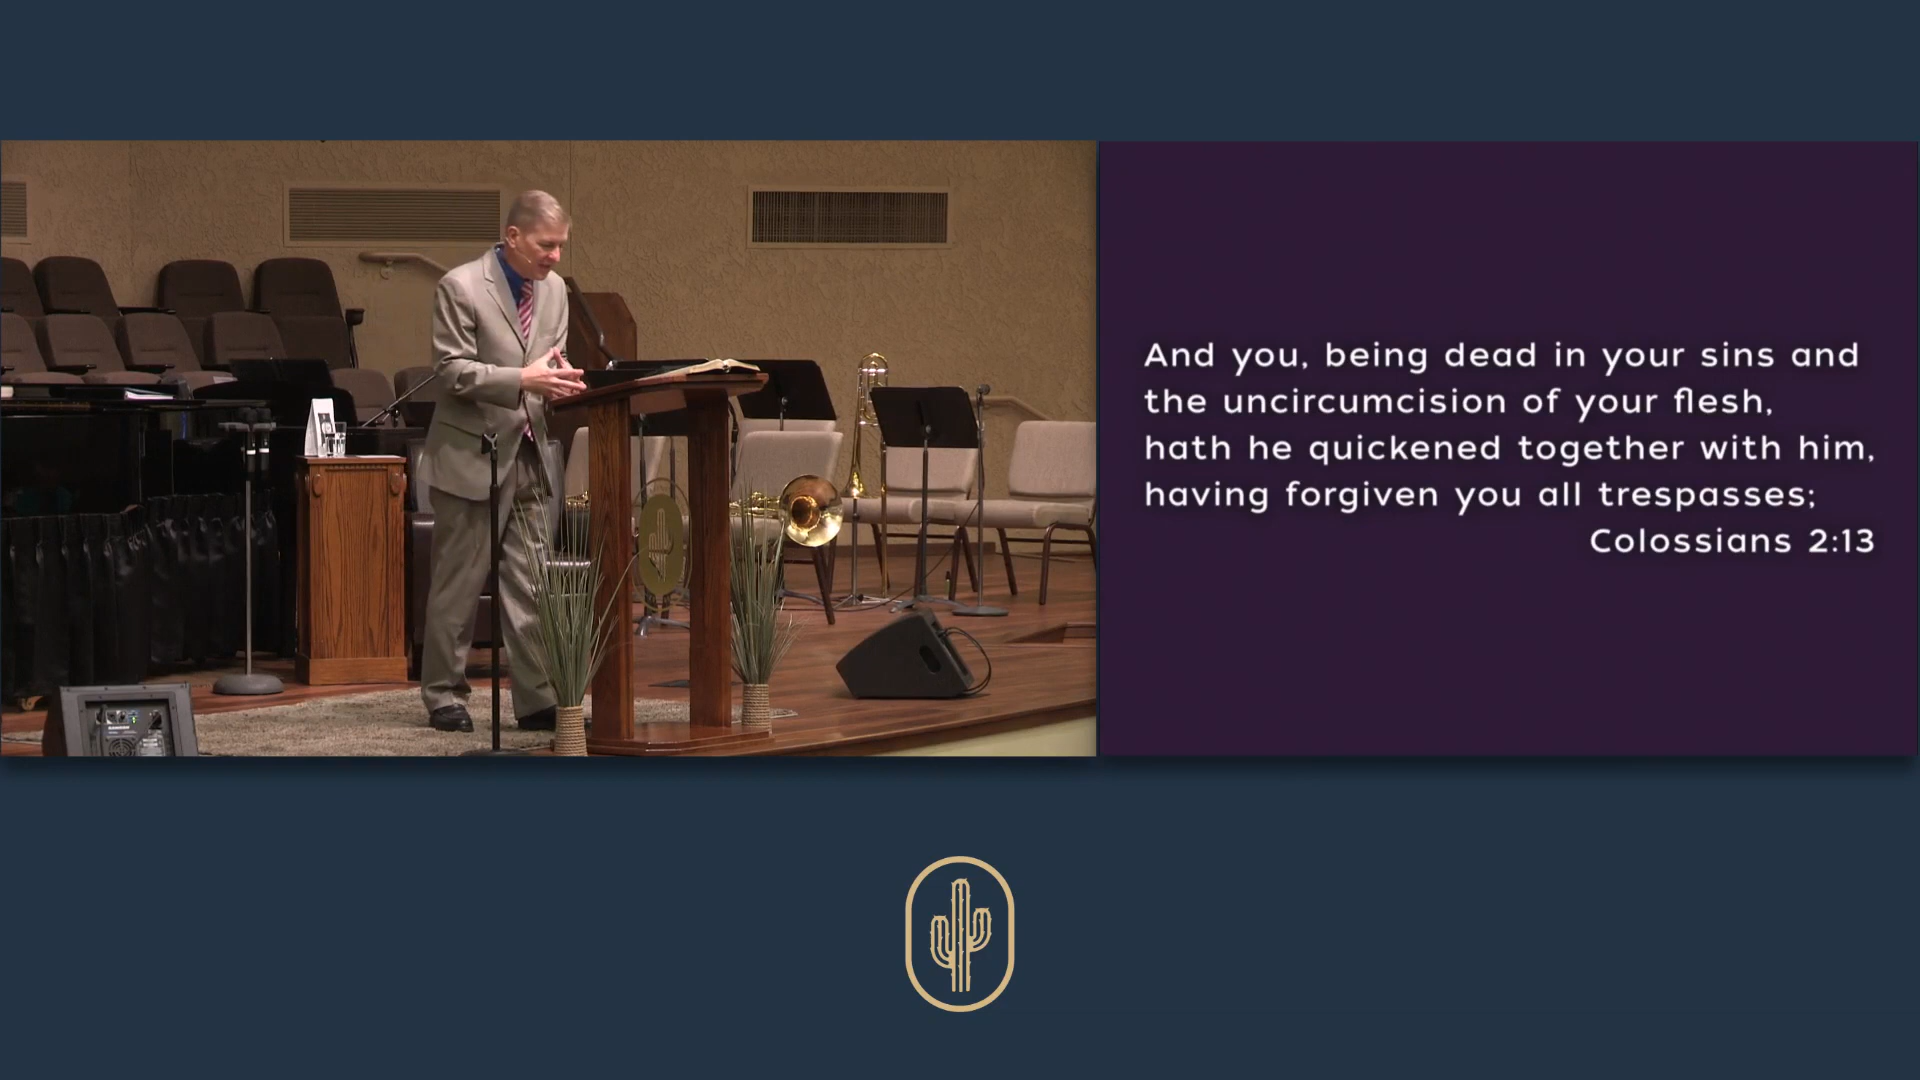 And you, being dead in your sins and
the uncircumcision of your flesh,
hath he quickened together with him,
having forgiven you all trespasses;
Colossians 2:13